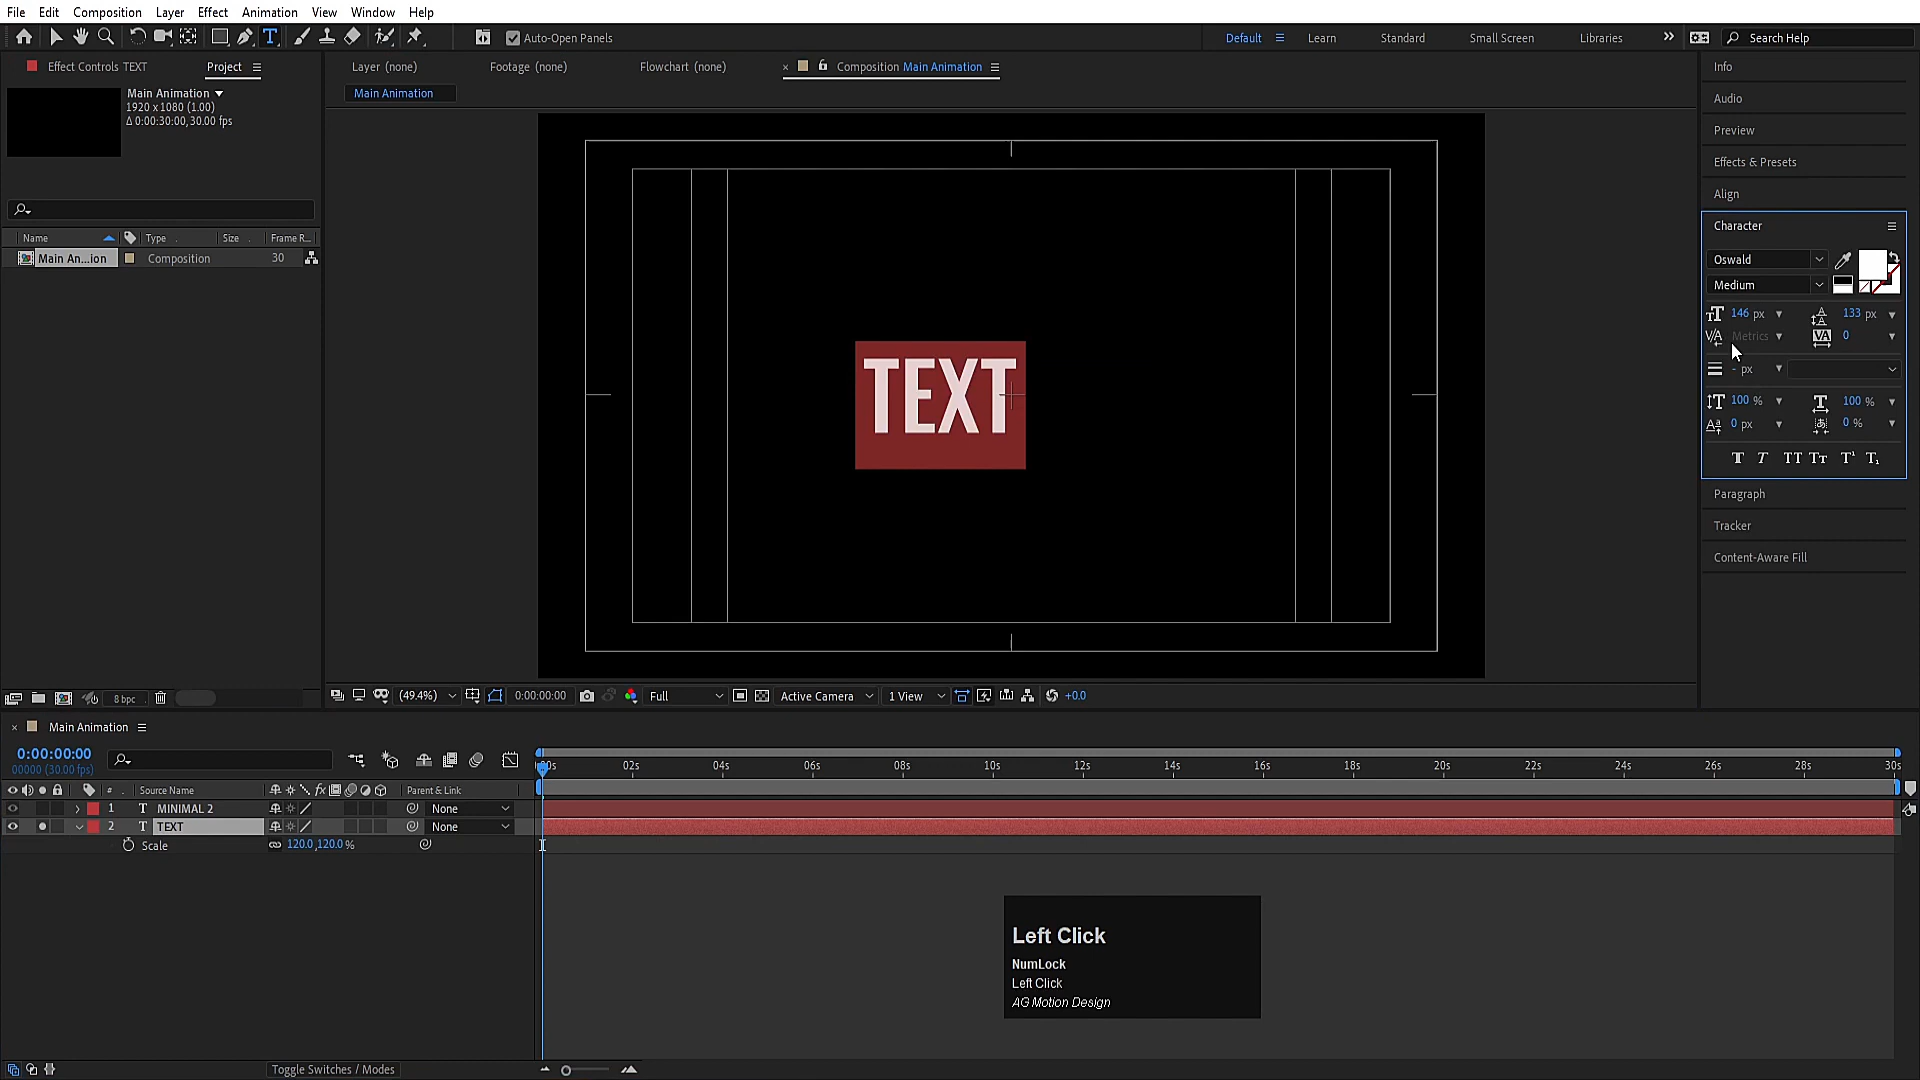 File Edit Composition Layer Effect Animation View Window Help
Auto-Open Panels
Default Learn Standard Small Screen Libraries Search Help
Effect Controls TEXT Project
Layer (none) Footage (none) Flowchart (none) Composition Main Animation
Main Animation
Main Animation
1920 x 1080 (1.00)
Δ 0:00:30:00, 30.00 fps
Name Type Size Frame R...
Main An...ion Composition 30
TEXT
Info
Audio
Preview
Effects & Presets
Align
Character
Oswald
Medium
146 px 133 px
Metrics 0
- px
100 % 100 %
0 px 0 %
Paragraph
Tracker
Content-Aware Fill
8 bpc
(49.4%) 0:00:00:00 Full Active Camera 1 View +0.0
Main Animation
0:00:00:00
00000 (30.00 fps)
00s 02s 04s 06s 08s 10s 12s 14s 16s 18s 20s 22s 24s 26s 28s 30s
# Source Name fx Parent & Link
1 T MINIMAL 2 None
2 T TEXT None
Scale 120.0, 120.0 %
Left Click
NumLock
Left Click
AG Motion Design
Toggle Switches / Modes